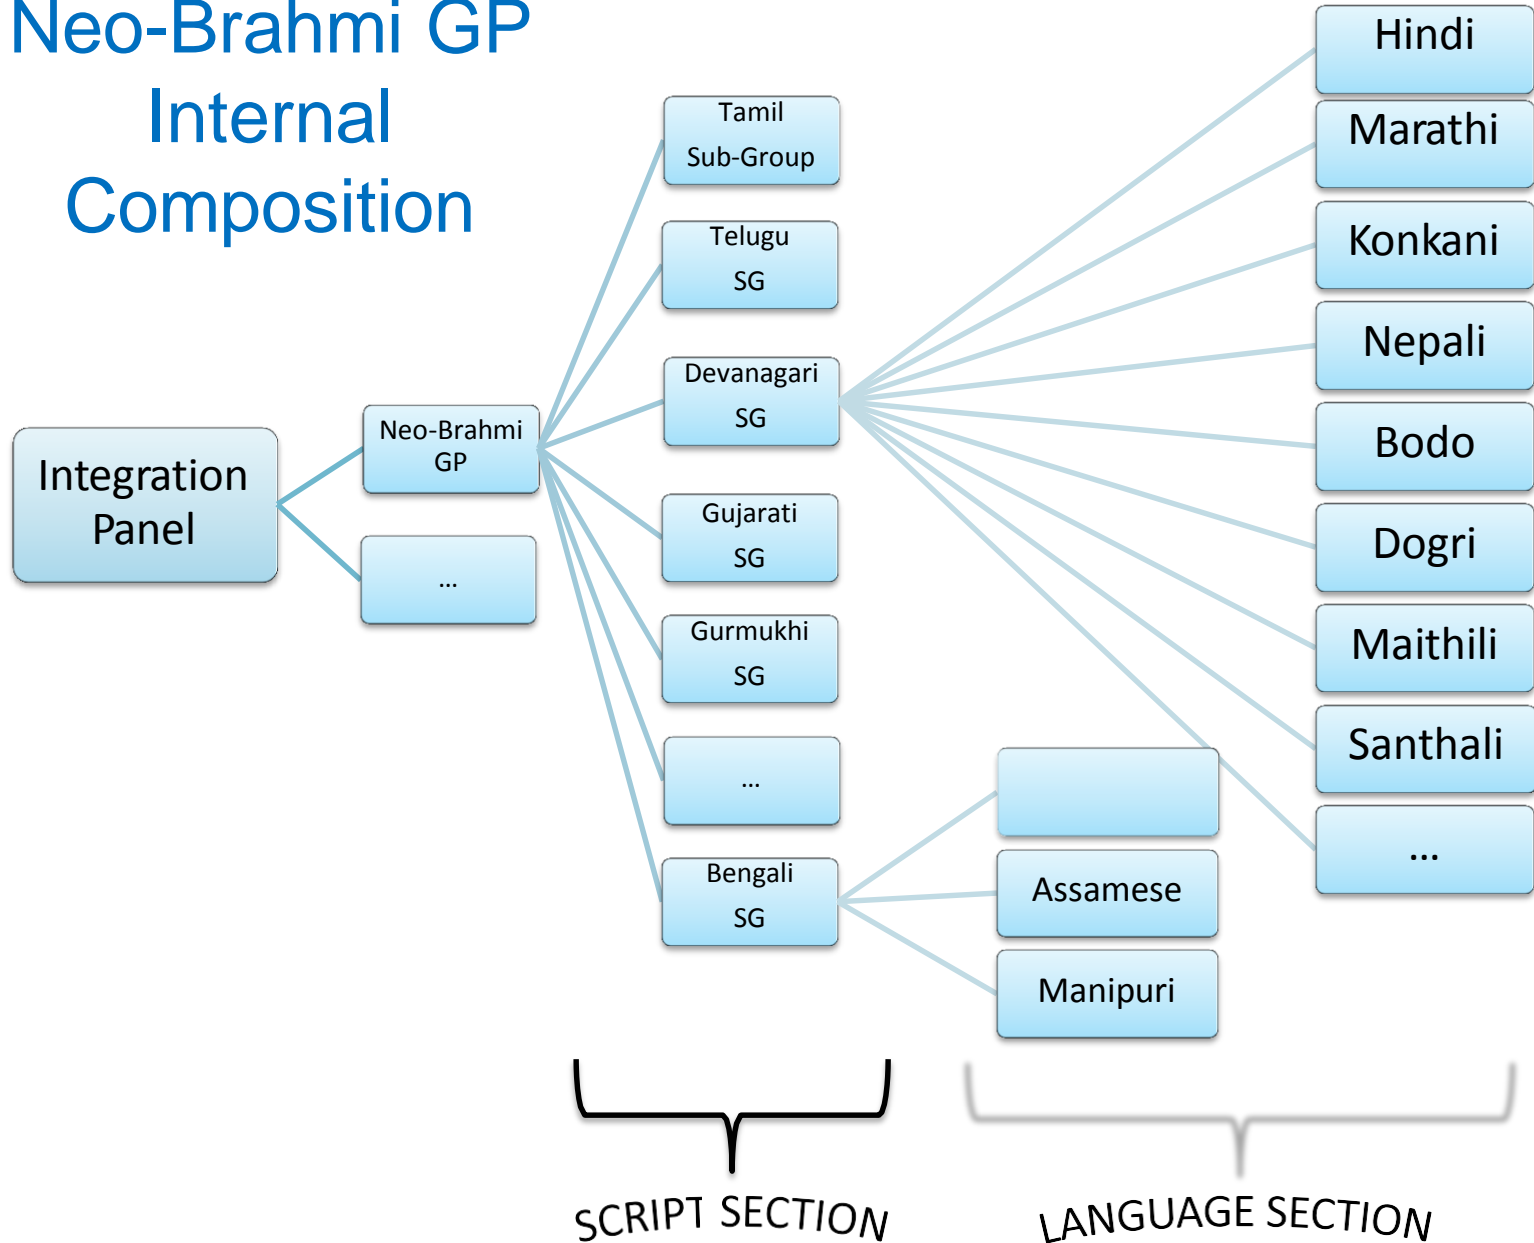 Neo-Brahmi GP
Internal
Composition
Integration
Panel
Neo-Brahmi
GP
...
Tamil
Sub-Group
Telugu
SG
Devanagari
SG
Gujarati
SG
Gurmukhi
SG
...
Bengali
SG
Assamese
Manipuri
Hindi
Marathi
Konkani
Nepali
Bodo
Dogri
Maithili
Santhali
...
SCRIPT SECTION
LANGUAGE SECTION